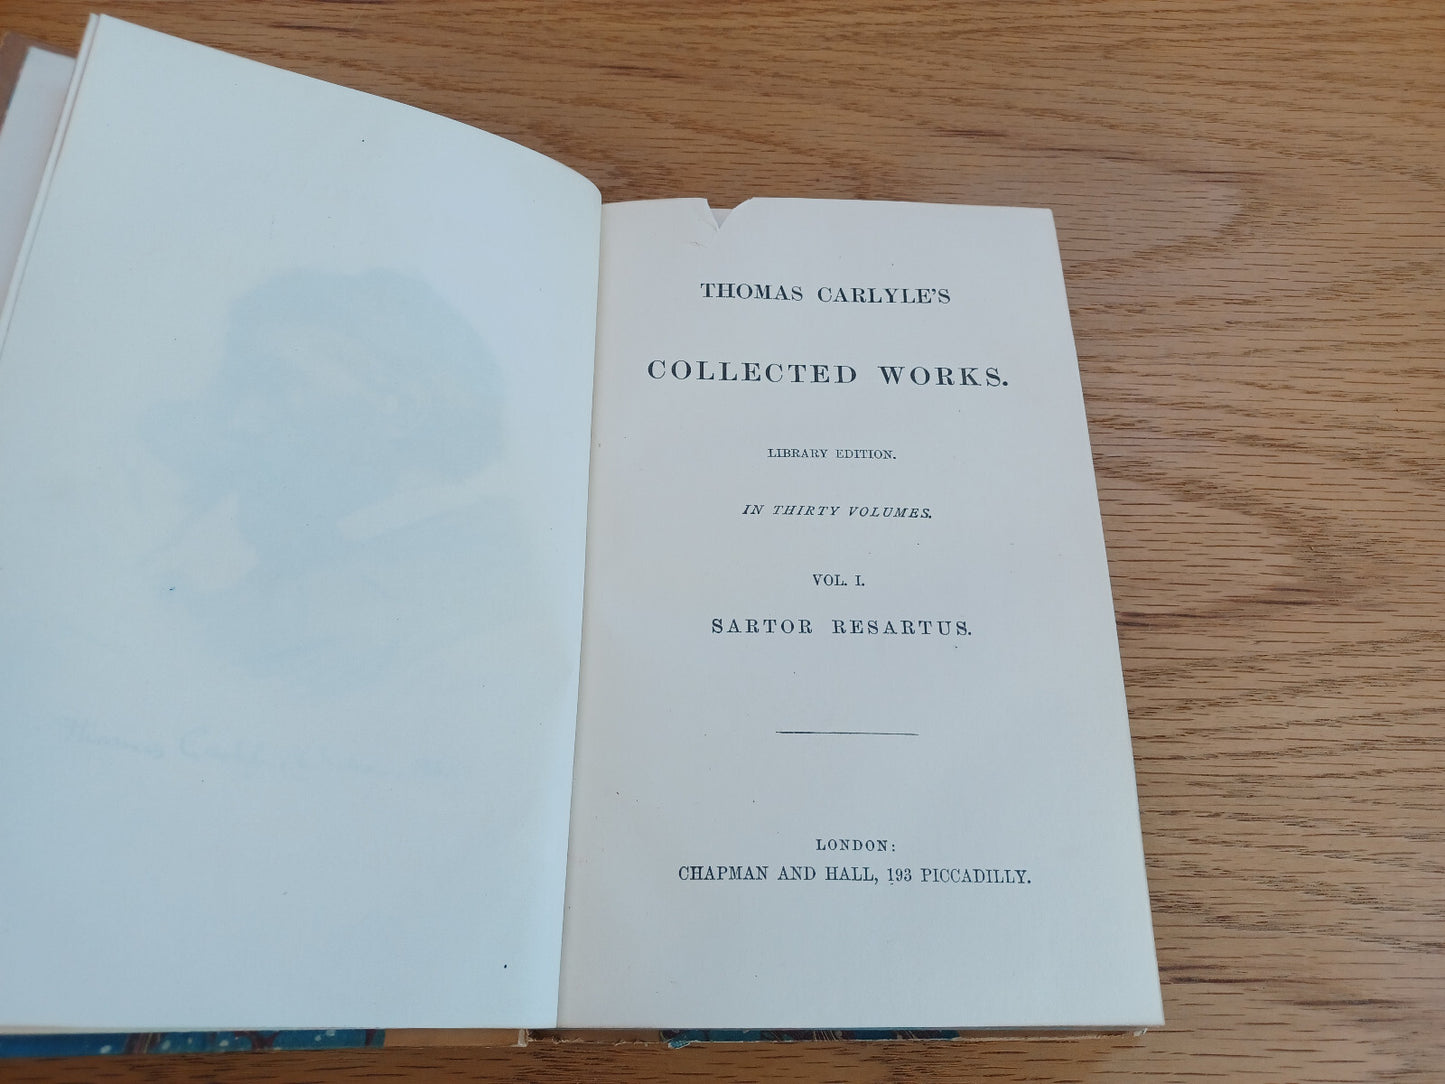 THOMAS CARLYLE'S
COLLECTED WORKS.
LIBRARY EDITION.
IN THIRTY VOLUMES.
VOL. I.
SARTOR RESARTUS.
LONDON:
CHAPMAN AND HALL, 193 PICCADILLY.